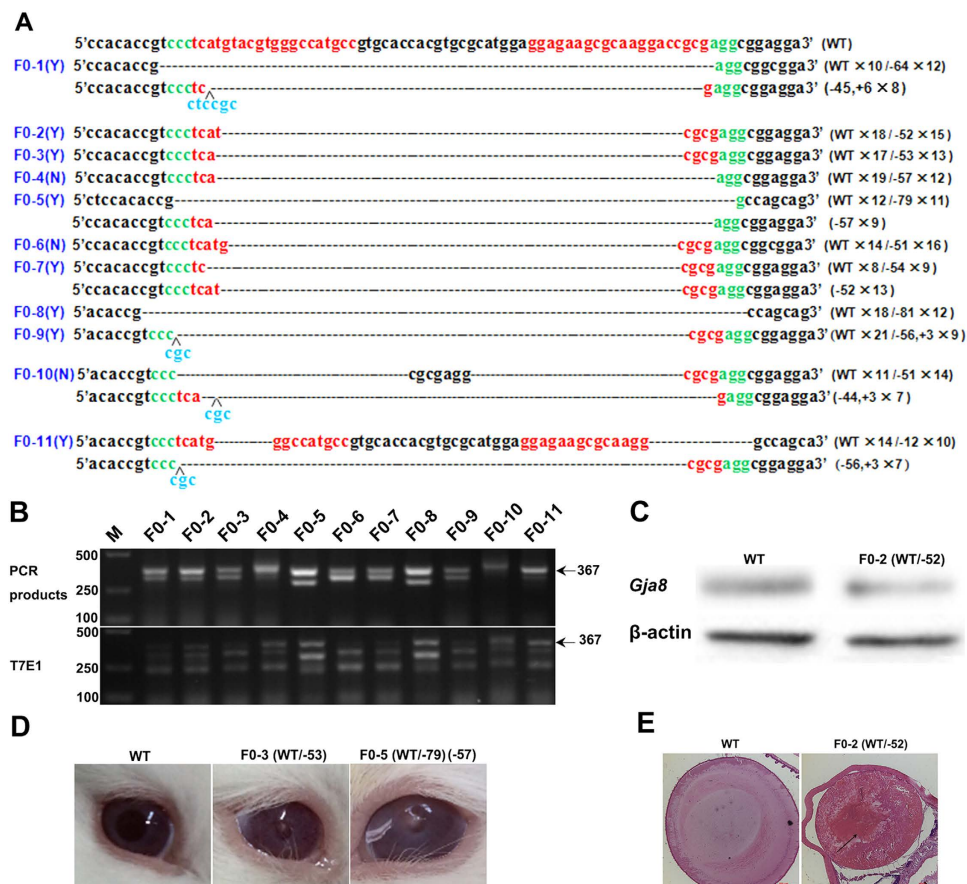 A
5'ccacaccgtccctcatgtacgtgggccatgccgtgcaccacgtgcgcatggaggagaagcgcaaggaccgcgaggcggagga3' (WT)
F0-1(Y) 5'ccacaccg------aggcggcgga3' (WT × 10/-64 × 12)
5'ccacaccgtccctc^------gaggcggagga3' (-45,+6 × 8)
ctccgc
F0-2(Y) 5'ccacaccgtccctcat------cgcgaggcggagga3' (WT × 18/-52 × 15)
F0-3(Y) 5'ccacaccgtccctca------cgcgaggcggagga3' (WT × 17/-53 × 13)
F0-4(N) 5'ccacaccgtccctca------aggcggagga3' (WT × 19/-57 × 12)
F0-5(Y) 5'ctccacaccg------gccagcag3' (WT × 12/-79 × 11)
5'ccacaccgtccctca------aggcggagga3' (-57 × 9)
F0-6(N) 5'ccacaccgtccctcatg------cgcgaggcggcgga3' (WT × 14/-51 × 16)
F0-7(Y) 5'ccacaccgtccctc------cgcgaggcggagga3' (WT × 8/-54 × 9)
5'ccacaccgtccctcat------cgcgaggcggagga3' (-52 × 13)
F0-8(Y) 5'acaccg------ccagcag3' (WT × 18/-81 × 12)
F0-9(Y) 5'acaccgtccc^------cgcgaggcggagga3' (WT × 21/-56,+3 × 9)
cgc
F0-10(N) 5'acaccgtccc------cgcgagg------cgcgaggcggagga3' (WT × 11/-51 × 14)
5'acaccgtccctca--^------gaggcggagga3' (-44,+3 × 7)
cgc
F0-11(Y) 5'acaccgtccctcatg------ggccatgccgtgcaccacgtgcgcatggaggagaagcgcaagg------gccagca3' (WT × 14/-12 × 10)
5'acaccgtccc^------cgcgaggcggagga3' (-56,+3 × 7)
cgc
B
M F0-1 F0-2 F0-3 F0-4 F0-5 F0-6 F0-7 F0-8 F0-9 F0-10 F0-11
500
PCR products
250
←367
100
500
←367
T7E1
250
100
C
WT F0-2 (WT/-52)
Gja8
β-actin
D
WT F0-3 (WT/-53) F0-5 (WT/-79)(-57)
E
WT F0-2 (WT/-52)